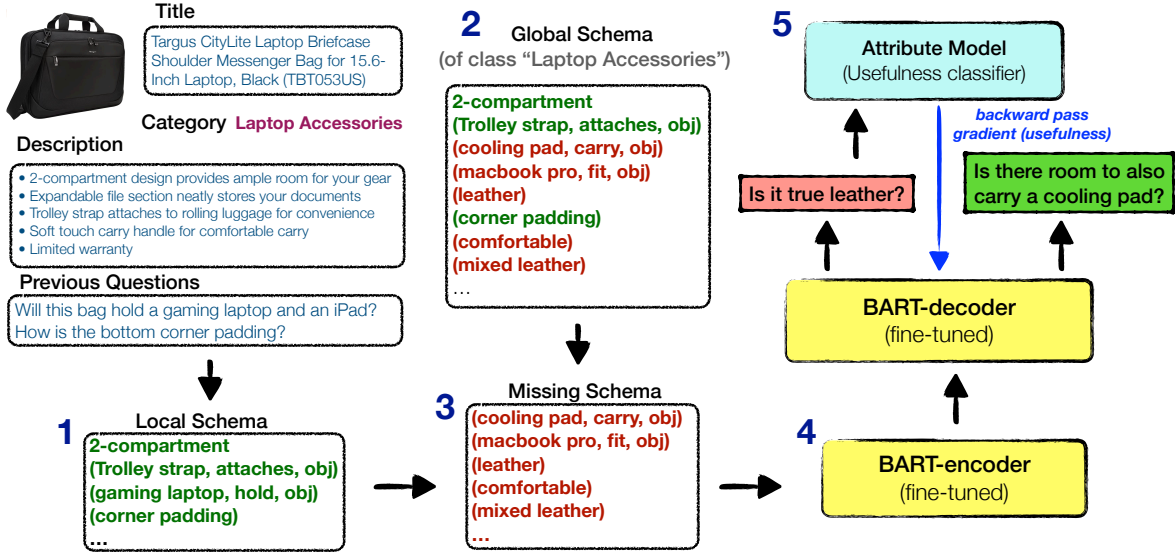 Title
Targus CityLite Laptop Briefcase
Shoulder Messenger Bag for 15.6-
Inch Laptop, Black (TBT053US)
Category Laptop Accessories
Description
• 2-compartment design provides ample room for your gear
• Expandable file section neatly stores your documents
• Trolley strap attaches to rolling luggage for convenience
• Soft touch carry handle for comfortable carry
• Limited warranty
Previous Questions
Will this bag hold a gaming laptop and an iPad?
How is the bottom corner padding?
1
Local Schema
2-compartment
(Trolley strap, attaches, obj)
(gaming laptop, hold, obj)
(corner padding)
...
2
Global Schema
(of class “Laptop Accessories”)
2-compartment
(Trolley strap, attaches, obj)
(cooling pad, carry, obj)
(macbook pro, fit, obj)
(leather)
(corner padding)
(comfortable)
(mixed leather)
...
3
Missing Schema
(cooling pad, carry, obj)
(macbook pro, fit, obj)
(leather)
(comfortable)
(mixed leather)
...
4
BART-encoder
(fine-tuned)
BART-decoder
(fine-tuned)
Is it true leather?
Is there room to also
carry a cooling pad?
backward pass
gradient (usefulness)
5
Attribute Model
(Usefulness classifier)